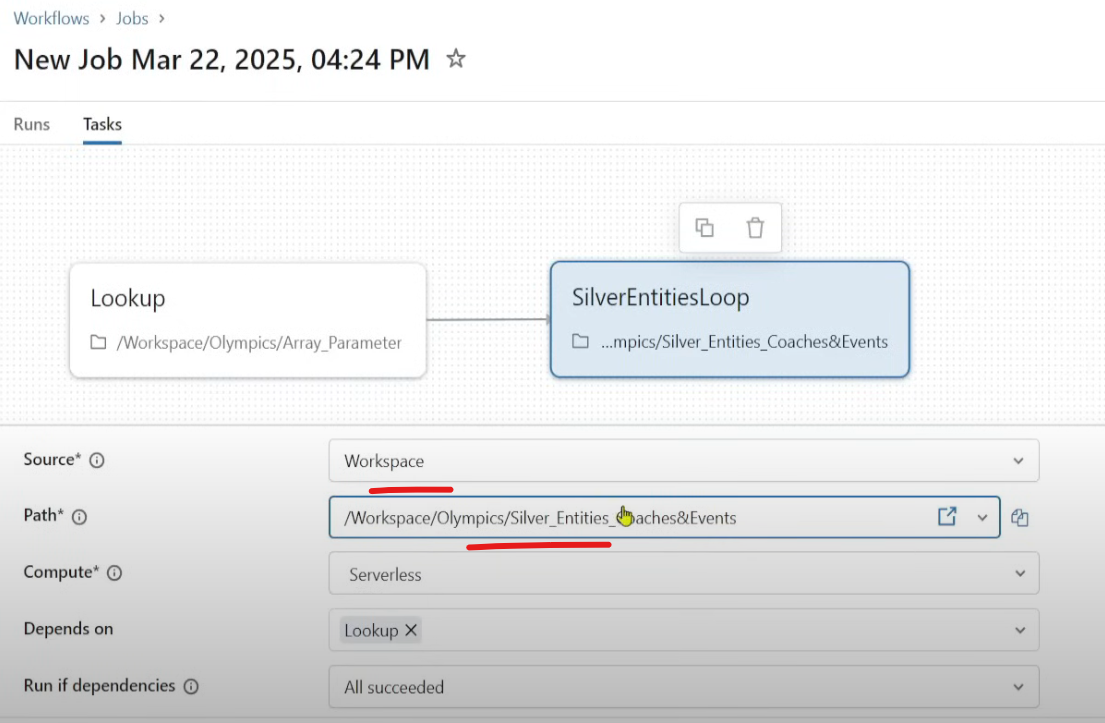 Workflows > Jobs >
New Job Mar 22, 2025, 04:24 PM
Runs Tasks
Lookup
/Workspace/Olympics/Array_Parameter
SilverEntitiesLoop
...mpics/Silver_Entities_Coaches&Events
Source*
Workspace
Path*
/Workspace/Olympics/Silver_Entities_Coaches&Events
Compute*
Serverless
Depends on
Lookup
Run if dependencies
All succeeded